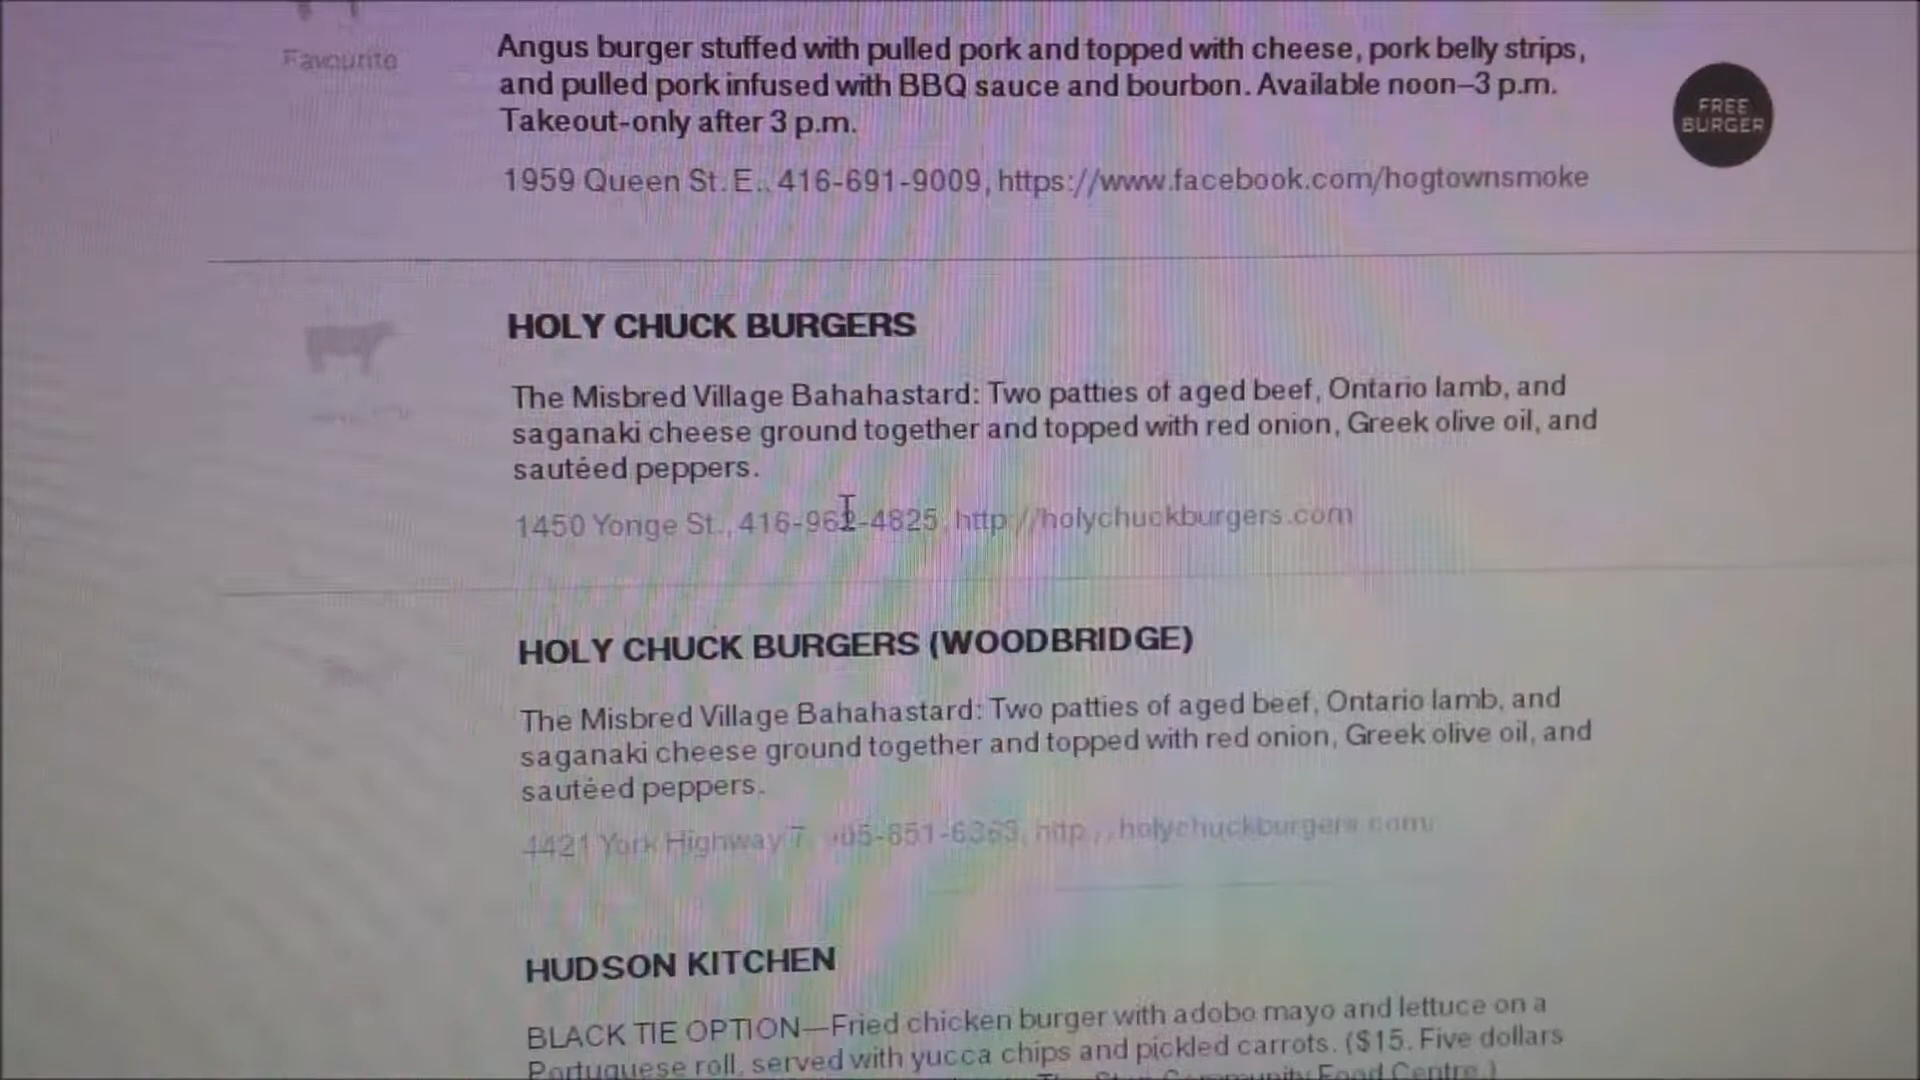 Favourite
Angus burger stuffed with pulled pork and topped with cheese, pork belly strips,
and pulled pork infused with BBQ sauce and bourbon. Available noon–3 p.m.
Takeout-only after 3 p.m.
FREE
BURGER
1959 Queen St. E., 416-691-9009, https://www.facebook.com/hogtownsmoke
HOLY CHUCK BURGERS
The Misbred Village Bahahastard: Two patties of aged beef, Ontario lamb, and
saganaki cheese ground together and topped with red onion, Greek olive oil, and
sautéed peppers.
1450 Yonge St., 416-962-4825, http://holychuckburgers.com
HOLY CHUCK BURGERS (WOODBRIDGE)
The Misbred Village Bahahastard: Two patties of aged beef, Ontario lamb, and
saganaki cheese ground together and topped with red onion, Greek olive oil, and
sautéed peppers.
4421 York Highway 7, 905-851-6363, http://holychuckburgers.com/
HUDSON KITCHEN
BLACK TIE OPTION—Fried chicken burger with adobo mayo and lettuce on a
Portuguese roll, served with yucca chips and pickled carrots. ($15. Five dollars
The Stop Community Food Centre.)